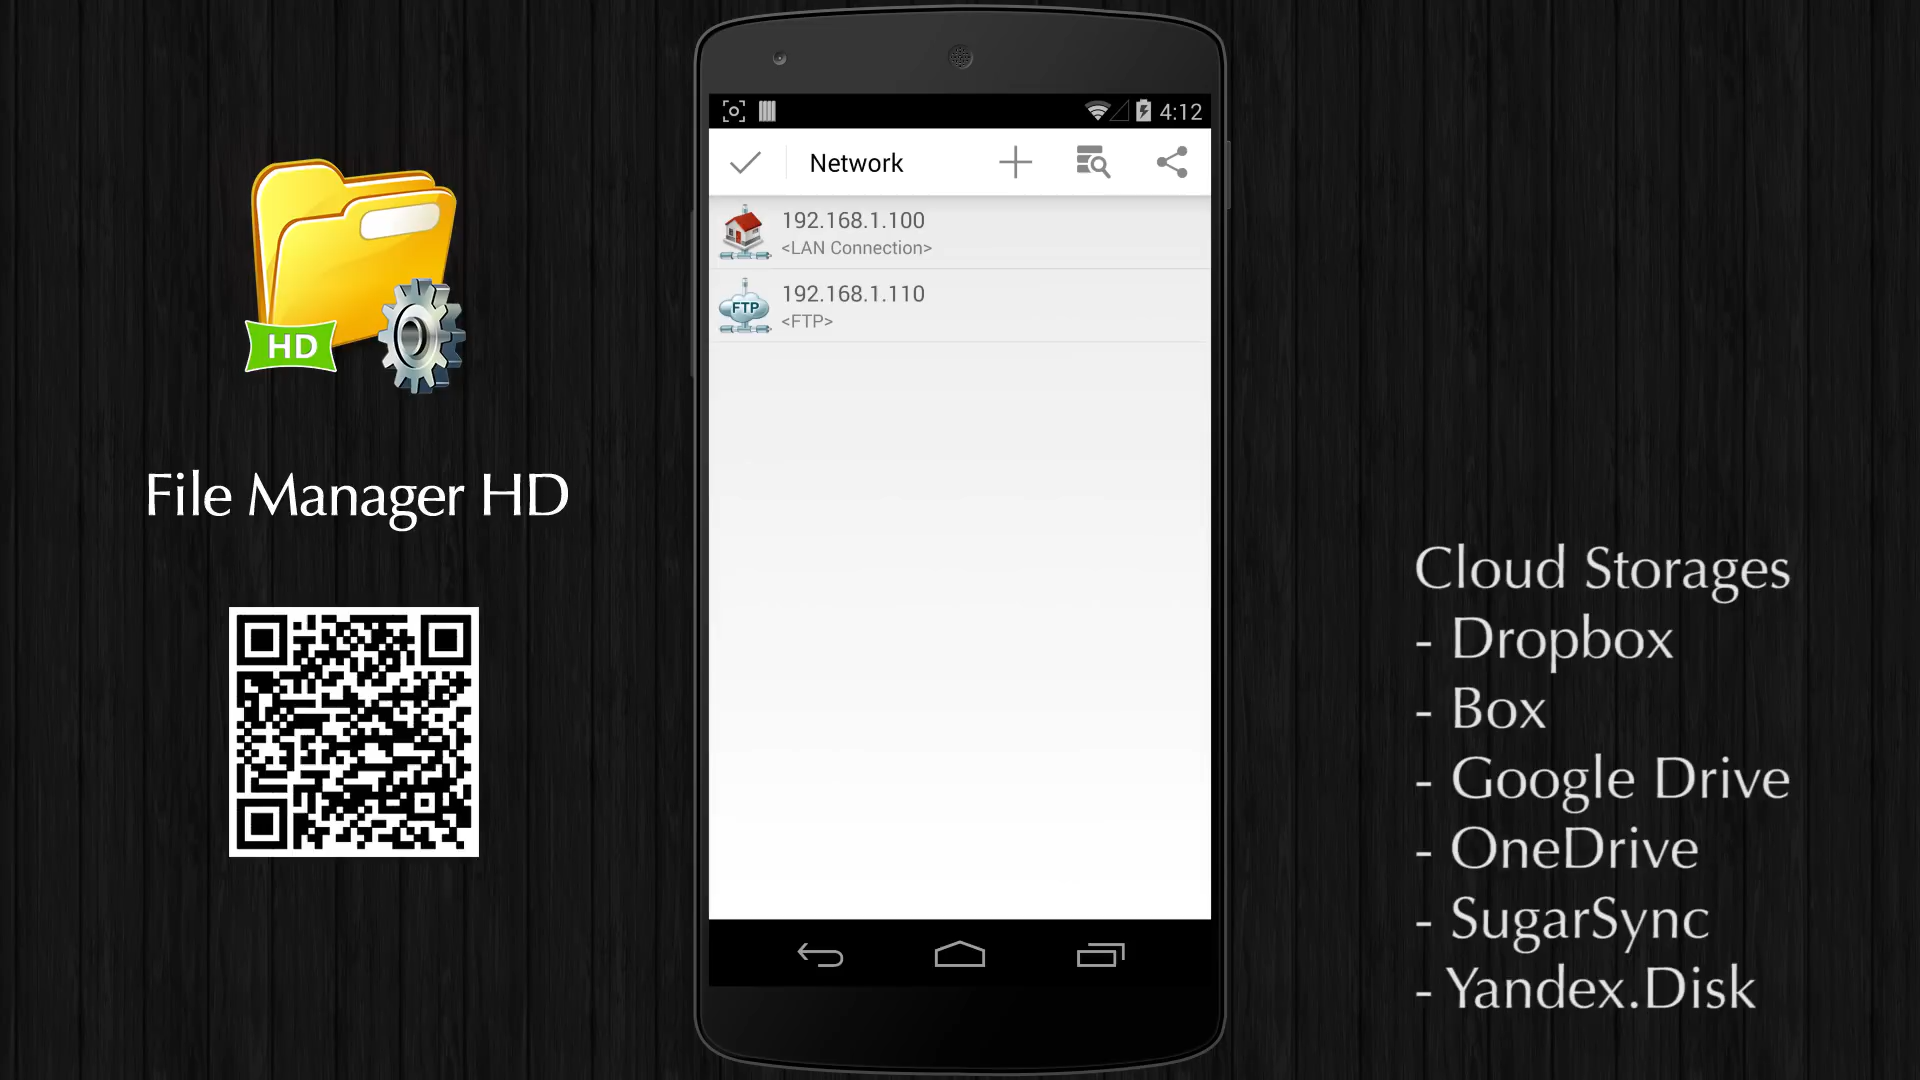 HD
File Manager HD
4:12
Network
192.168.1.100
<LAN Connection>
FTP
192.168.1.110
<FTP>
Cloud Storages
- Dropbox
- Box
- Google Drive
- OneDrive
- SugarSync
- Yandex.Disk